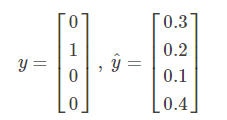 y = [0 1 0 0] , ŷ = [0.3 0.2 0.1 0.4]